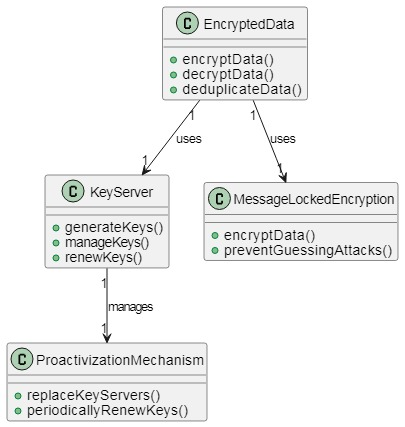 C EncryptedData
encryptData()
decryptData()
deduplicateData()
1 1
uses uses
1 1
C KeyServer
generateKeys()
manageKeys()
renewKeys()
C MessageLockedEncryption
encryptData()
preventGuessingAttacks()
1
manages
1
C ProactivizationMechanism
replaceKeyServers()
periodicallyRenewKeys()